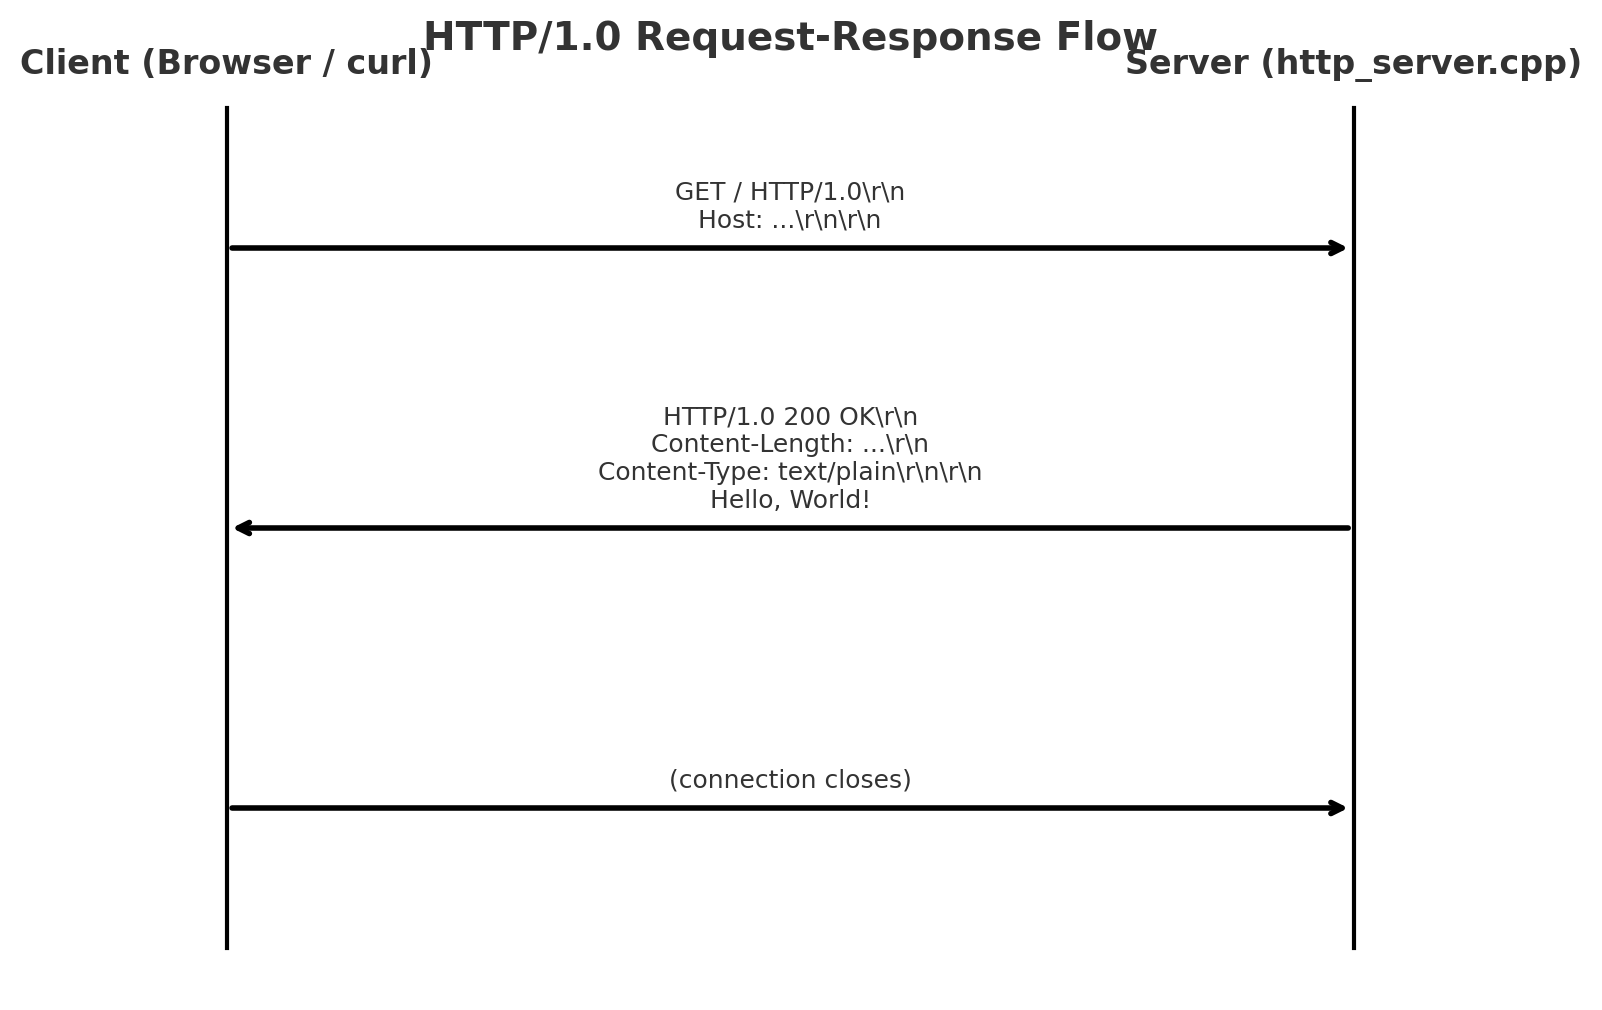 HTTP/1.0 Request-Response Flow
Client (Browser / curl)
Server (http_server.cpp)
GET / HTTP/1.0\r\n
Host: ...\r\n\r\n
HTTP/1.0 200 OK\r\n
Content-Length: ...\r\n
Content-Type: text/plain\r\n\r\n
Hello, World!
(connection closes)